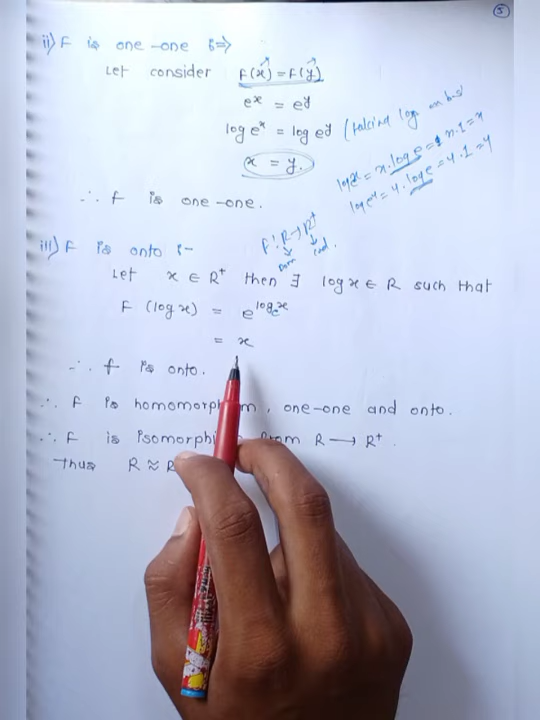 5
ii) F is one-one :⇒
Let consider F(x) = F(y)
e^x = e^y
log e^x = log e^y (taking log on b.s
x = y.
log e^x = x.log e = x.1 = x
log e^y = y.log e = y.1 = y
∴ f is one-one.
F: R→R⁺
Dom Cod.
iii) F is onto :-
Let x ∈ R⁺ then ∃ log x ∈ R such that
F (log x) = e^{log_e x}
= x
∴ f is onto.
∴ F is homomorphism, one-one and onto.
∴ F is isomorphi from R → R⁺.
Thus R ≈ R